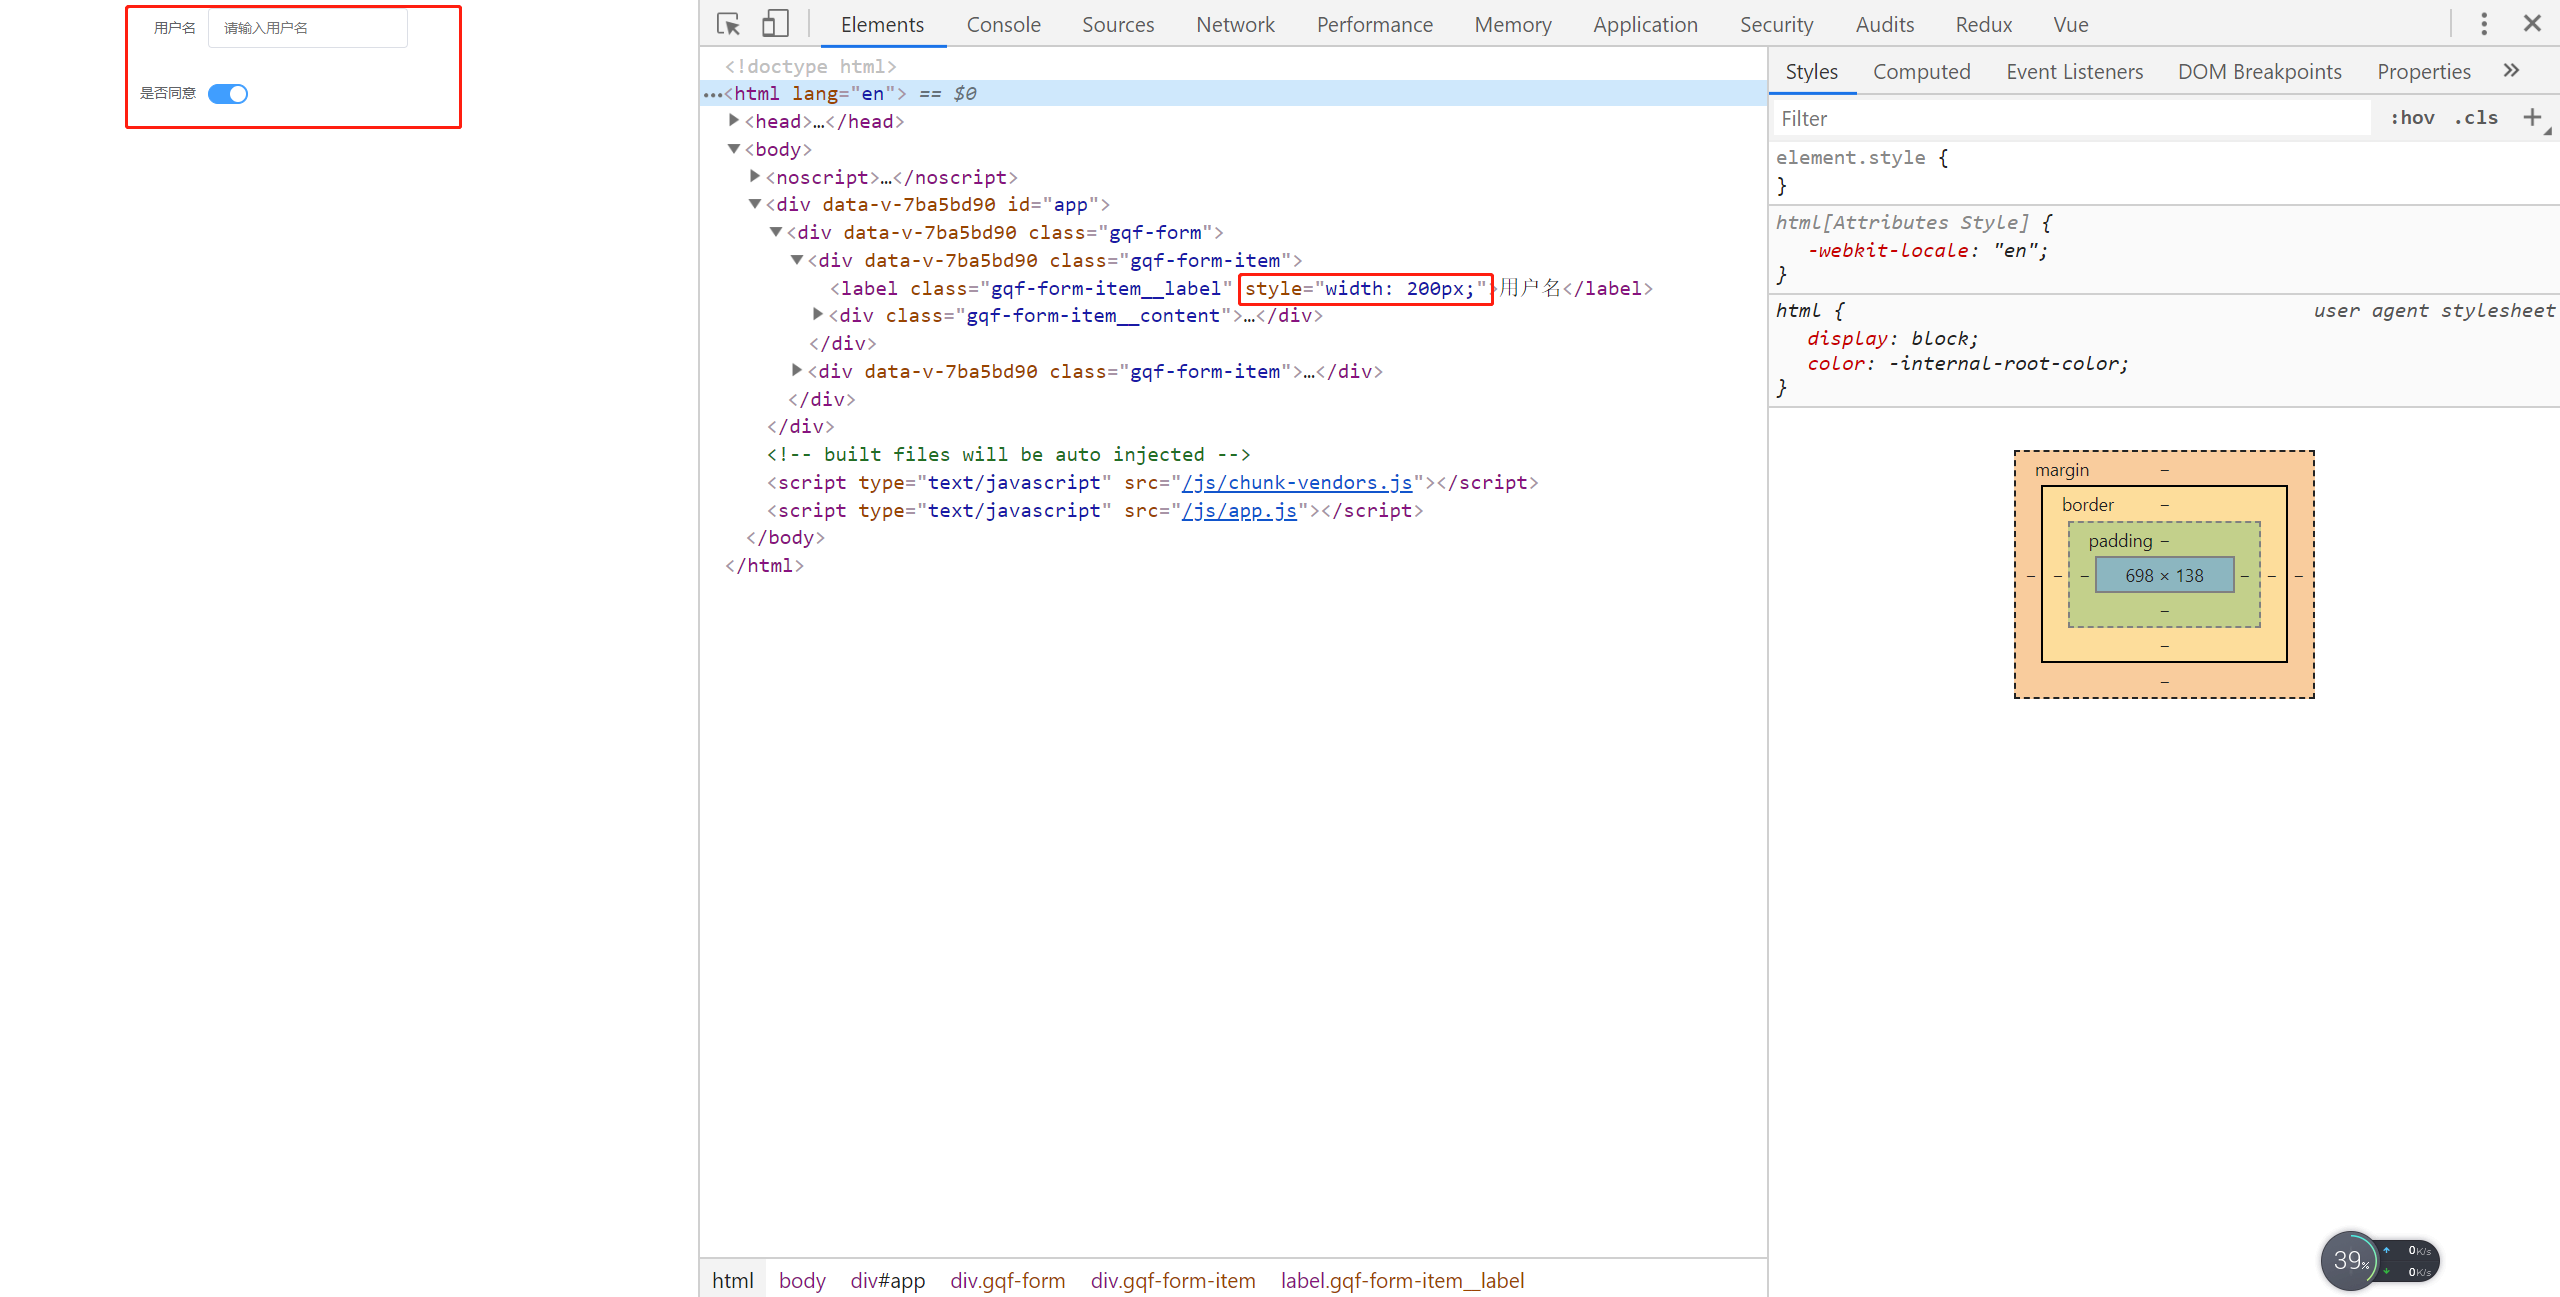 用户名 请输入用户名
是否同意
Elements Console Sources Network Performance Memory Application Security Audits Redux Vue
<!doctype html>
…<html lang="en"> == $0
<head>…</head>
<body>
<noscript>…</noscript>
<div data-v-7ba5bd90 id="app">
<div data-v-7ba5bd90 class="gqf-form">
<div data-v-7ba5bd90 class="gqf-form-item">
<label class="gqf-form-item__label" style="width: 200px;">用户名</label>
<div class="gqf-form-item__content">…</div>
</div>
<div data-v-7ba5bd90 class="gqf-form-item">…</div>
</div>
</div>
<!-- built files will be auto injected -->
<script type="text/javascript" src="/js/chunk-vendors.js"></script>
<script type="text/javascript" src="/js/app.js"></script>
</body>
</html>
html body div#app div.gqf-form div.gqf-form-item label.gqf-form-item__label
Styles Computed Event Listeners DOM Breakpoints Properties »
Filter :hov .cls +
element.style {
}
html[Attributes Style] {
-webkit-locale: "en";
}
html { user agent stylesheet
display: block;
color: -internal-root-color;
}
margin –
border –
padding –
– – – 698 × 138 – – –
–
–
–
39% 0K/s
0K/s